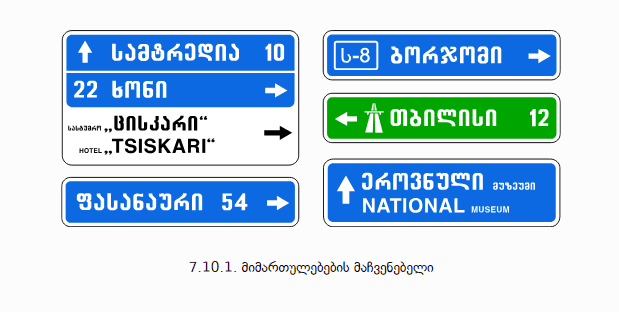 სამტრედია 10
22 ხონი
სასტუმრო „ცისკარი“
HOTEL „TSISKARI“
ფასანაური 54
ს-8 ბორჯომი
თბილისი 12
ეროვნული მუზეუმი
NATIONAL MUSEUM
7.10.1. მიმართულებების მაჩვენებელი